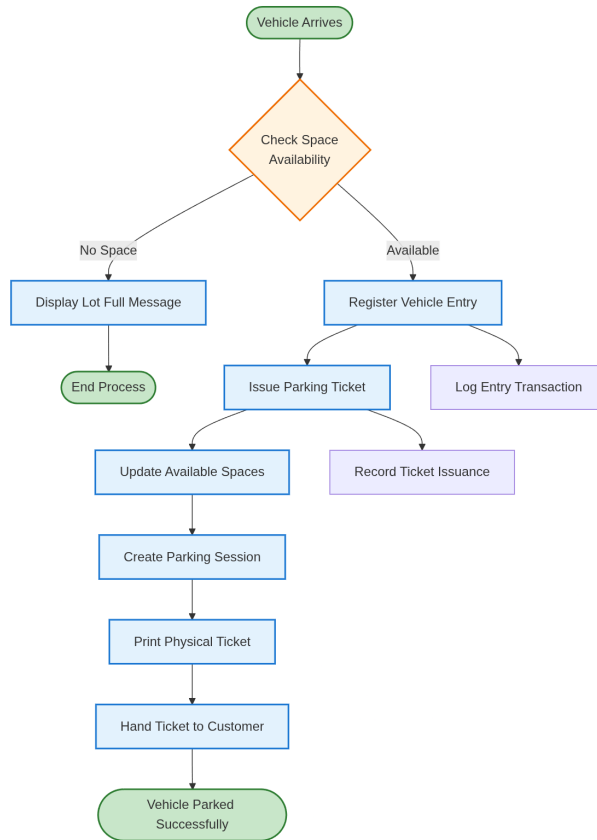 Vehicle Arrives
Check Space
Availability
No Space
Available
Display Lot Full Message
Register Vehicle Entry
End Process
Issue Parking Ticket
Log Entry Transaction
Update Available Spaces
Record Ticket Issuance
Create Parking Session
Print Physical Ticket
Hand Ticket to Customer
Vehicle Parked
Successfully